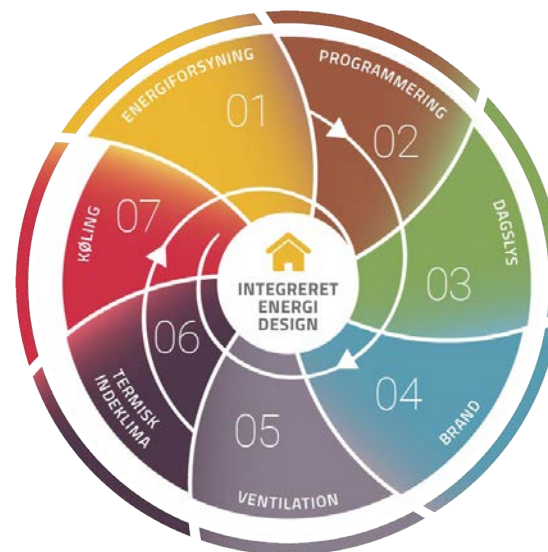 ENERGIFORSYNING
01
PROGRAMMERING
02
DAGSLYS
03
BRAND
04
VENTILATION
05
TERMISK
INDEKLIMA
06
KØLING
07
INTEGRERET
ENERGI
DESIGN